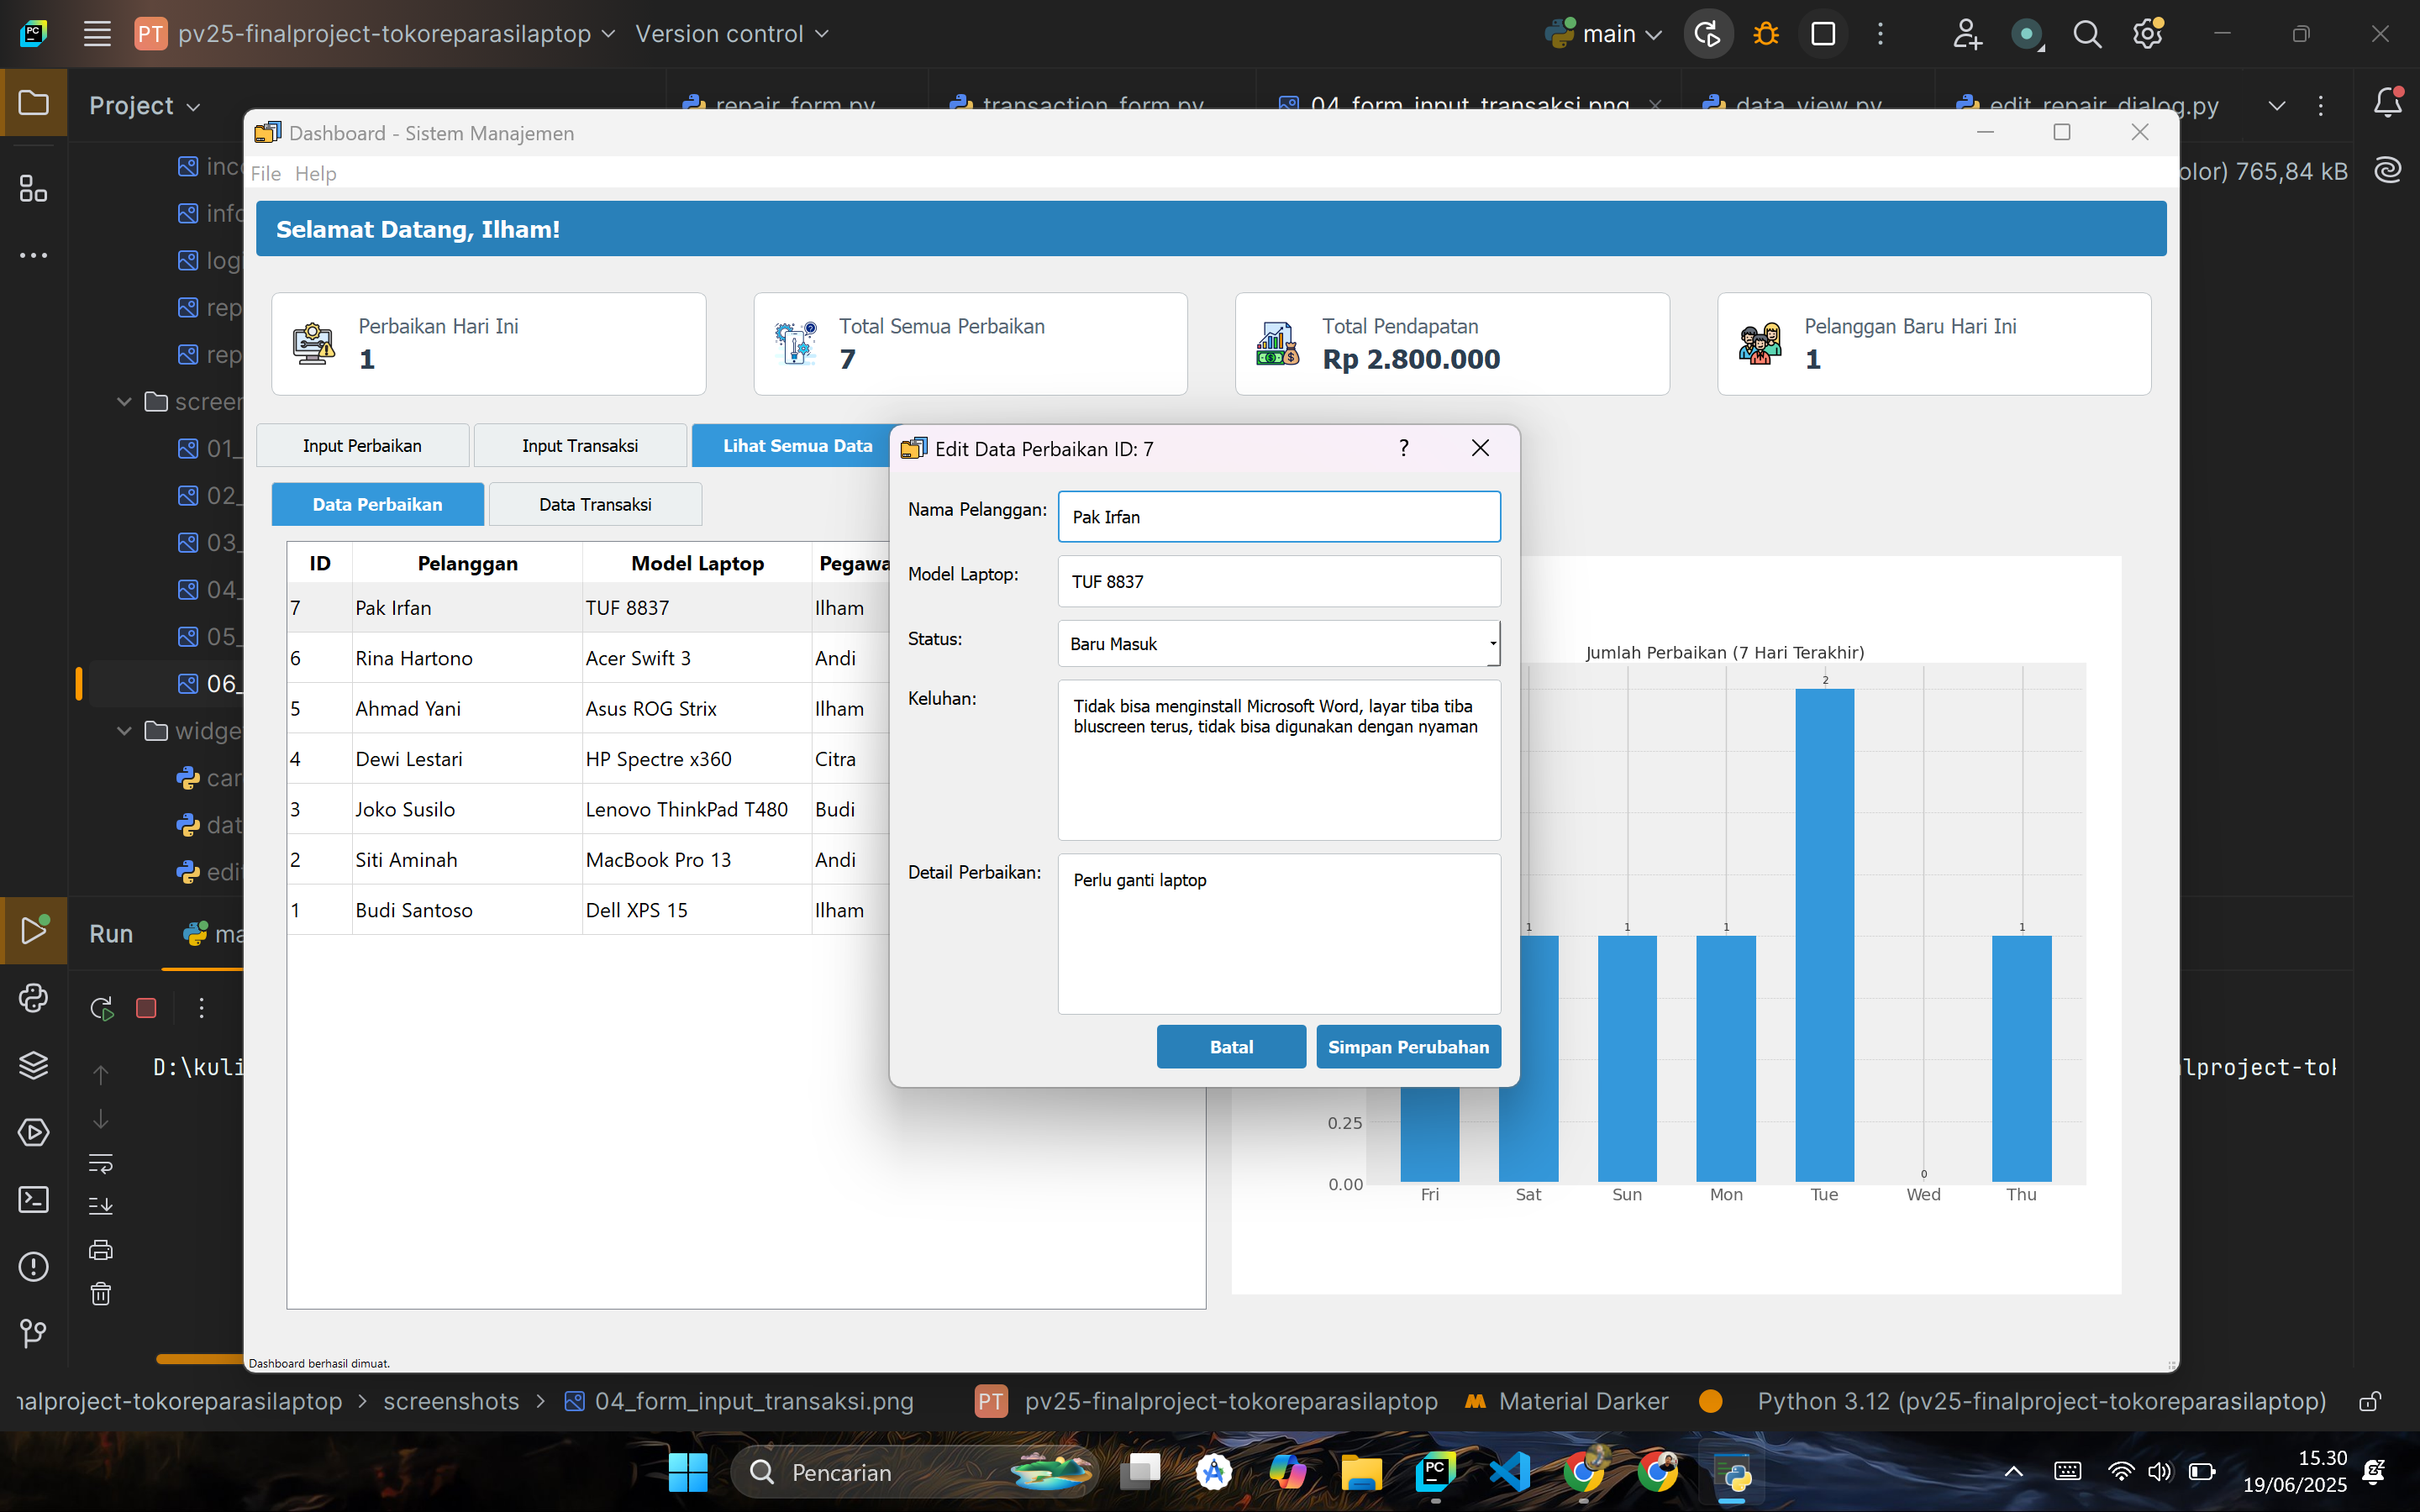 PT pv25-finalproject-tokoreparasilaptop
Version control
main
Project
repair_form.py
transaction_form.py
04_form_input_transaksi.png
data_view.py
edit_repair_dialog.py
olor) 765,84 kB
Dashboard - Sistem Manajemen
File Help
Selamat Datang, Ilham!
Perbaikan Hari Ini
1
Total Semua Perbaikan
7
Total Pendapatan
Rp 2.800.000
Pelanggan Baru Hari Ini
1
inc
info
log
rep
rep
screen
01_
02_
03_
04_
05_
06_
widge
car
dat
edi
Input Perbaikan
Input Transaksi
Lihat Semua Data
Data Perbaikan
Data Transaksi
ID Pelanggan Model Laptop Pegawa
7 Pak Irfan TUF 8837 Ilham
6 Rina Hartono Acer Swift 3 Andi
5 Ahmad Yani Asus ROG Strix Ilham
4 Dewi Lestari HP Spectre x360 Citra
3 Joko Susilo Lenovo ThinkPad T480 Budi
2 Siti Aminah MacBook Pro 13 Andi
1 Budi Santoso Dell XPS 15 Ilham
Edit Data Perbaikan ID: 7
?
Nama Pelanggan: Pak Irfan
Model Laptop: TUF 8837
Status: Baru Masuk
Keluhan: Tidak bisa menginstall Microsoft Word, layar tiba tiba
bluscreen terus, tidak bisa digunakan dengan nyaman
Detail Perbaikan: Perlu ganti laptop
Batal
Simpan Perubahan
Jumlah Perbaikan (7 Hari Terakhir)
2
1 1 1 1
0
0.25
0.00
Fri Sat Sun Mon Tue Wed Thu
Run
ma
D:\kuli
lproject-tok
Dashboard berhasil dimuat.
nalproject-tokoreparasilaptop > screenshots > 04_form_input_transaksi.png
PT pv25-finalproject-tokoreparasilaptop
Material Darker
Python 3.12 (pv25-finalproject-tokoreparasilaptop)
Pencarian
15.30
19/06/2025